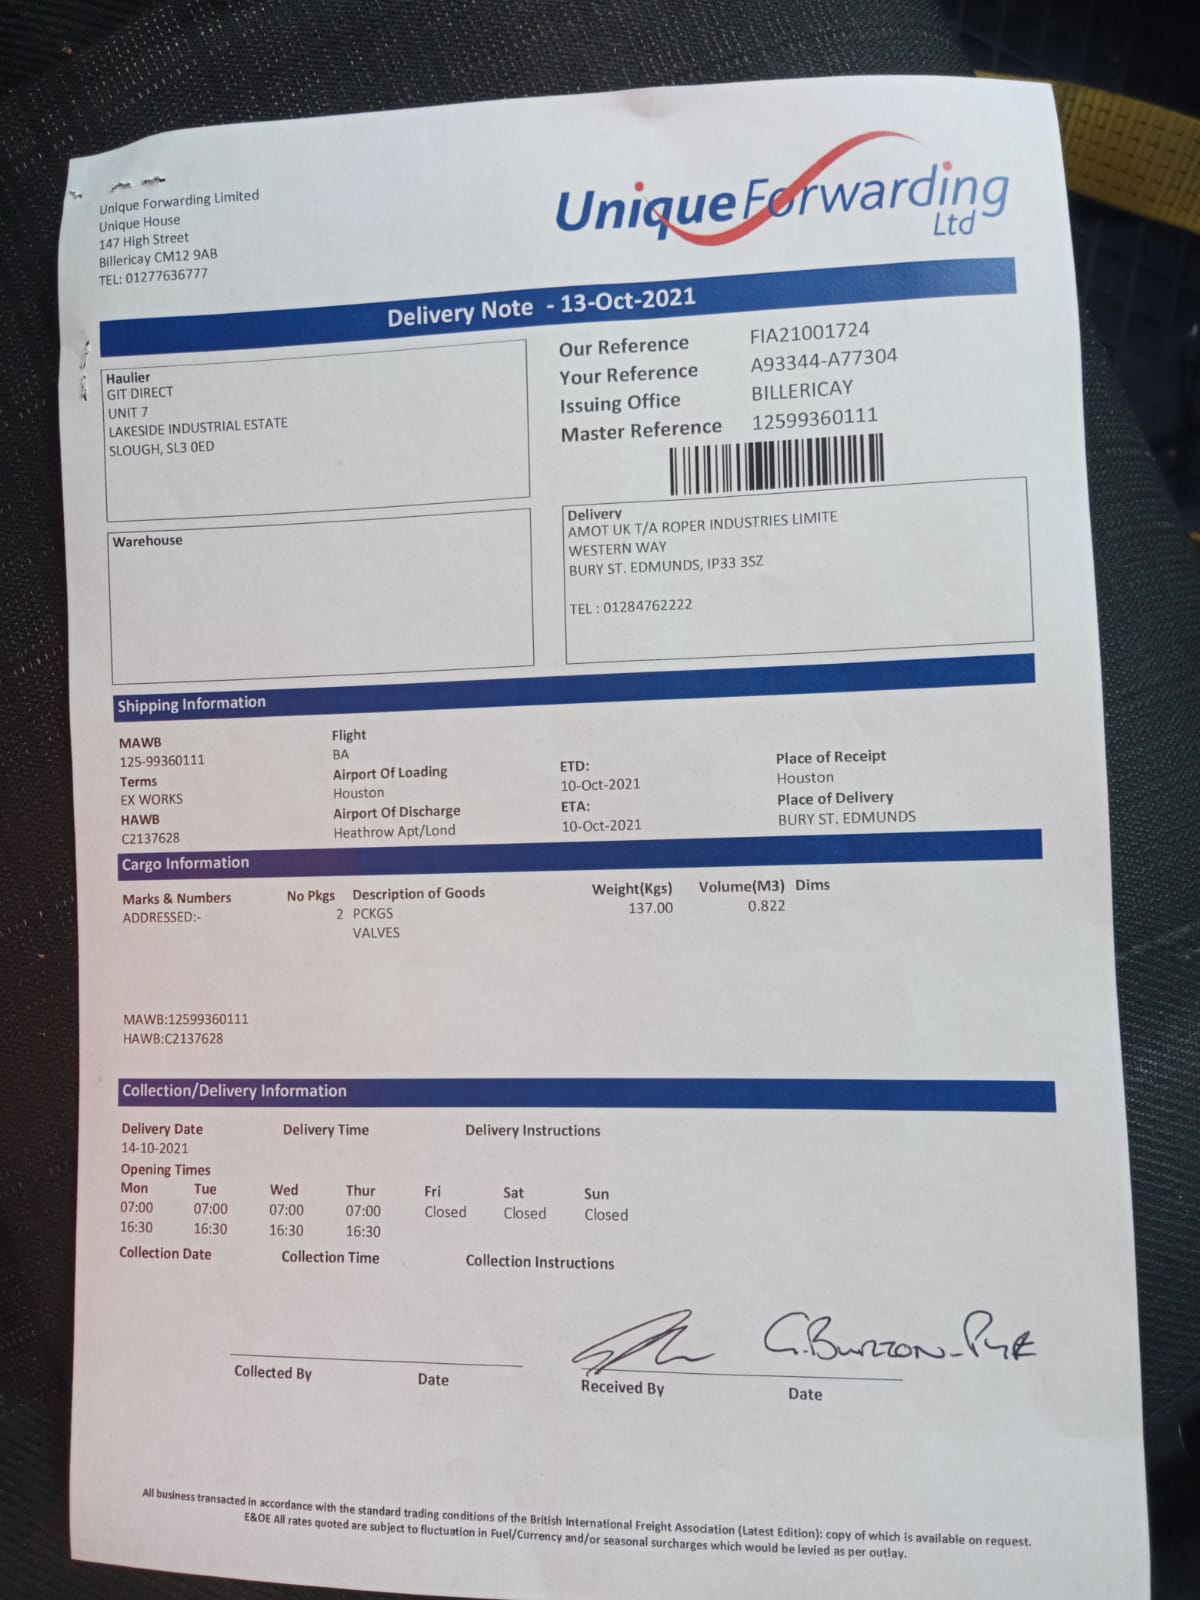 Unique Forwarding Limited
Unique House
147 High Street
Billericay CM12 9AB
TEL: 01277636777
UniqueForwarding
Ltd
Delivery Note - 13-Oct-2021
Haulier
GIT DIRECT
UNIT 7
LAKESIDE INDUSTRIAL ESTATE
SLOUGH, SL3 0ED
Our Reference FIA21001724
Your Reference A93344-A77304
Issuing Office BILLERICAY
Master Reference 12599360111
Warehouse
Delivery
AMOT UK T/A ROPER INDUSTRIES LIMITE
WESTERN WAY
BURY ST. EDMUNDS, IP33 3SZ
TEL : 01284762222
Shipping Information
MAWB
125-99360111
Terms
EX WORKS
HAWB
C2137628
Flight
BA
Airport Of Loading
Houston
Airport Of Discharge
Heathrow Apt/Lond
ETD:
10-Oct-2021
ETA:
10-Oct-2021
Place of Receipt
Houston
Place of Delivery
BURY ST. EDMUNDS
Cargo Information
Marks & Numbers No Pkgs Description of Goods Weight(Kgs) Volume(M3) Dims
ADDRESSED:- 2 PCKGS 137.00 0.822
VALVES
MAWB:12599360111
HAWB:C2137628
Collection/Delivery Information
Delivery Date Delivery Time Delivery Instructions
14-10-2021
Opening Times
Mon Tue Wed Thur Fri Sat Sun
07:00 07:00 07:00 07:00 Closed Closed Closed
16:30 16:30 16:30 16:30
Collection Date Collection Time Collection Instructions
G.BURTON-PYE
Collected By Date Received By Date
All business transacted in accordance with the standard trading conditions of the British International Freight Association (Latest Edition): copy of which is available on request.
E&OE All rates quoted are subject to fluctuation in Fuel/Currency and/or seasonal surcharges which would be levied as per outlay.